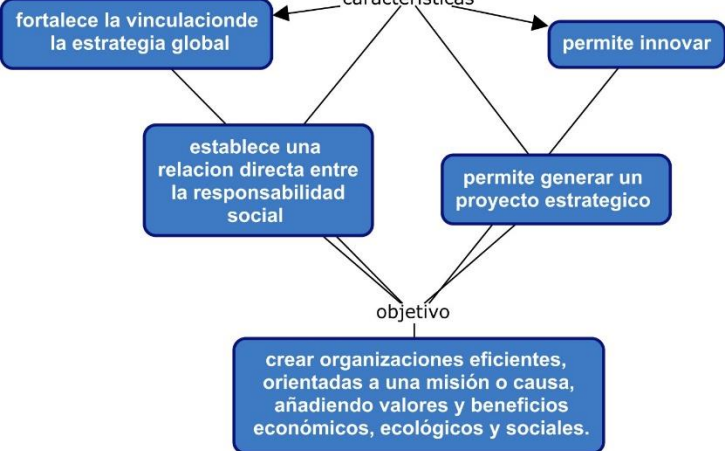 características
fortalece la vinculacionde
la estrategia global
permite innovar
establece una
relacion directa entre
la responsabilidad
social
permite generar un
proyecto estrategico
objetivo
crear organizaciones eficientes,
orientadas a una misión o causa,
añadiendo valores y beneficios
económicos, ecológicos y sociales.